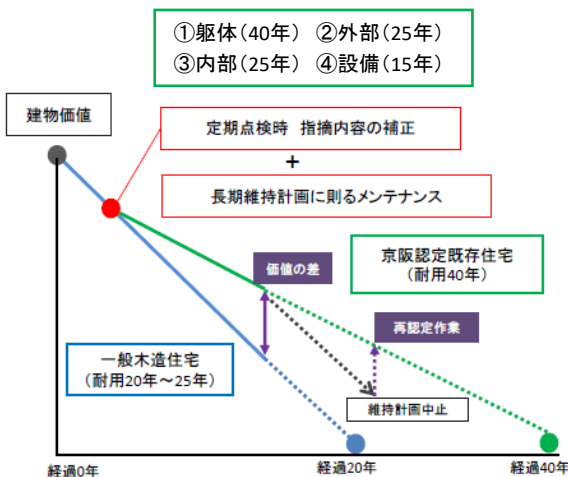 ①躯体(40年) ②外部(25年)
③内部(25年) ④設備(15年)
建物価値
定期点検時 指摘内容の補正
+
長期維持計画に則るメンテナンス
価値の差
京阪認定既存住宅
(耐用40年)
再認定作業
一般木造住宅
(耐用20年～25年)
維持計画中止
経過0年
経過20年
経過40年